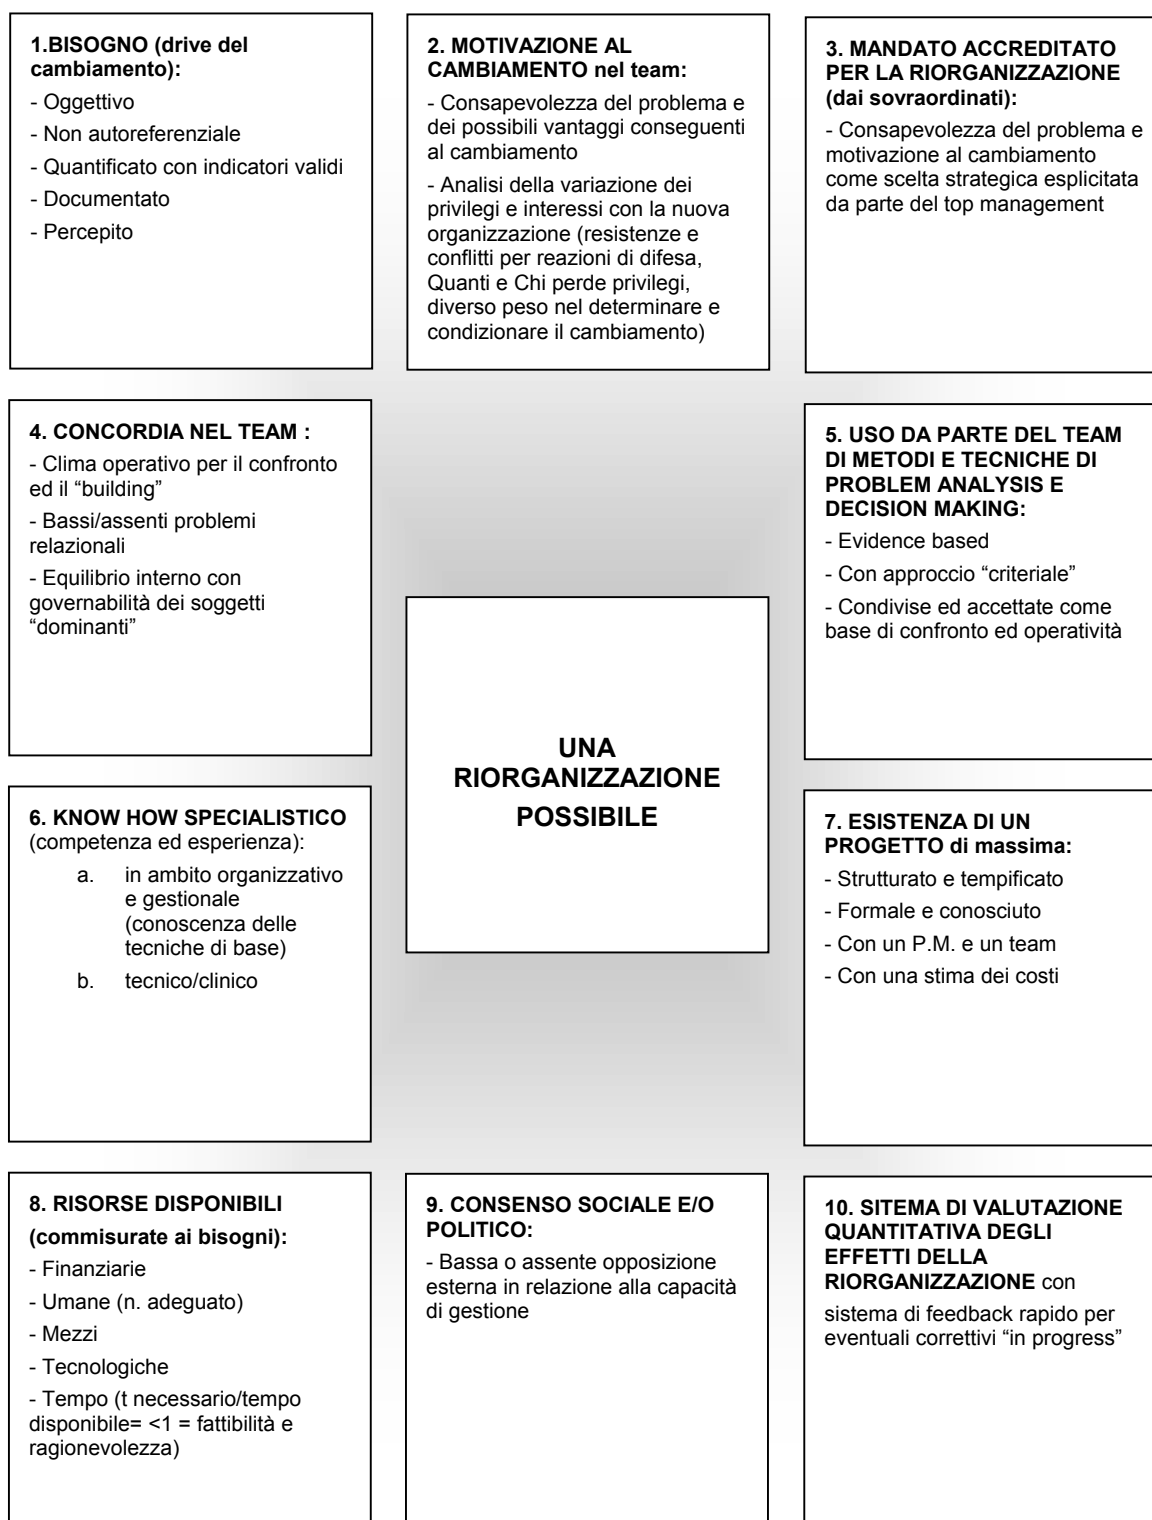 1.BISOGNO (drive del
cambiamento):
- Oggettivo
- Non autoreferenziale
- Quantificato con indicatori validi
- Documentato
- Percepito
2. MOTIVAZIONE AL
CAMBIAMENTO nel team:
- Consapevolezza del problema e
dei possibili vantaggi conseguenti
al cambiamento
- Analisi della variazione dei
privilegi e interessi con la nuova
organizzazione (resistenze e
conflitti per reazioni di difesa,
Quanti e Chi perde privilegi,
diverso peso nel determinare e
condizionare il cambiamento)
3. MANDATO ACCREDITATO
PER LA RIORGANIZZAZIONE
(dai sovraordinati):
- Consapevolezza del problema e
motivazione al cambiamento
come scelta strategica esplicitata
da parte del top management
4. CONCORDIA NEL TEAM :
- Clima operativo per il confronto
ed il “building”
- Bassi/assenti problemi
relazionali
- Equilibrio interno con
governabilità dei soggetti
“dominanti”
5. USO DA PARTE DEL TEAM
DI METODI E TECNICHE DI
PROBLEM ANALYSIS E
DECISION MAKING:
- Evidence based
- Con approccio “criteriale”
- Condivise ed accettate come
base di confronto ed operatività
UNA
RIORGANIZZAZIONE
POSSIBILE
6. KNOW HOW SPECIALISTICO
(competenza ed esperienza):
a. in ambito organizzativo
e gestionale
(conoscenza delle
tecniche di base)
b. tecnico/clinico
7. ESISTENZA DI UN
PROGETTO di massima:
- Strutturato e tempificato
- Formale e conosciuto
- Con un P.M. e un team
- Con una stima dei costi
8. RISORSE DISPONIBILI
(commisurate ai bisogni):
- Finanziarie
- Umane (n. adeguato)
- Mezzi
- Tecnologiche
- Tempo (t necessario/tempo
disponibile= <1 = fattibilità e
ragionevolezza)
9. CONSENSO SOCIALE E/O
POLITICO:
- Bassa o assente opposizione
esterna in relazione alla capacità
di gestione
10. SITEMA DI VALUTAZIONE
QUANTITATIVA DEGLI
EFFETTI DELLA
RIORGANIZZAZIONE con
sistema di feedback rapido per
eventuali correttivi “in progress”